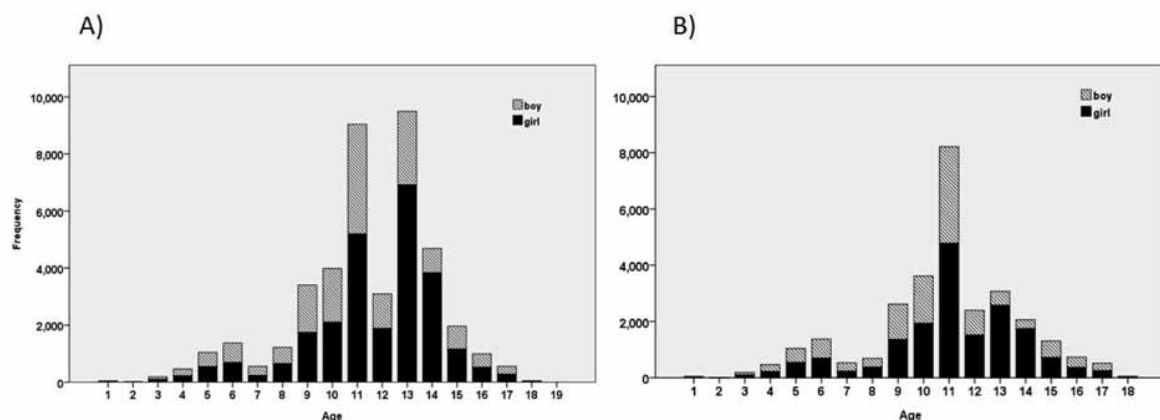 A)
10,000
8,000
6,000
4,000
2,000
0
Frequency
boy
girl
1 2 3 4 5 6 7 8 9 10 11 12 13 14 15 16 17 18 19
Age
B)
10,000
8,000
6,000
4,000
2,000
0
boy
girl
1 2 3 4 5 6 7 8 9 10 11 12 13 14 15 16 17 18
Age